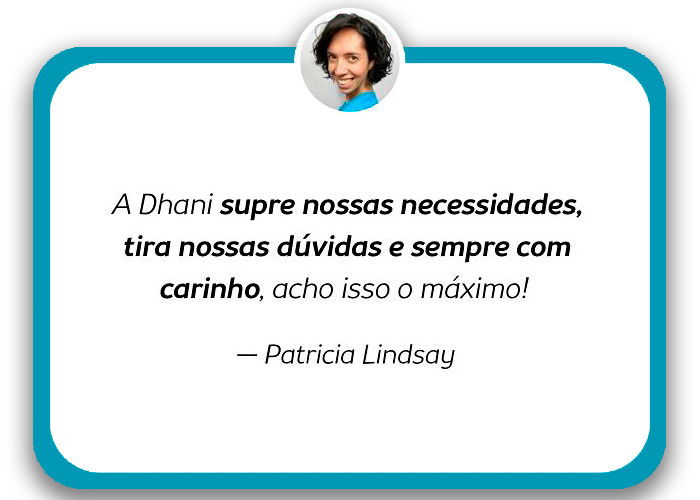 A Dhani supre nossas necessidades,
tira nossas dúvidas e sempre com
carinho, acho isso o máximo!
— Patricia Lindsay